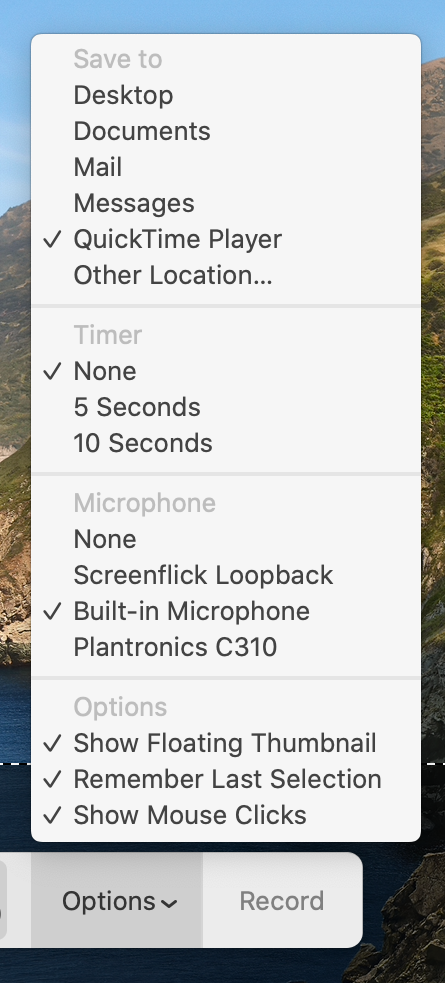 Save to
Desktop
Documents
Mail
Messages
QuickTime Player
Other Location...
Timer
None
5 Seconds
10 Seconds
Microphone
None
Screenflick Loopback
Built-in Microphone
Plantronics C310
Options
Show Floating Thumbnail
Remember Last Selection
Show Mouse Clicks
Options Record